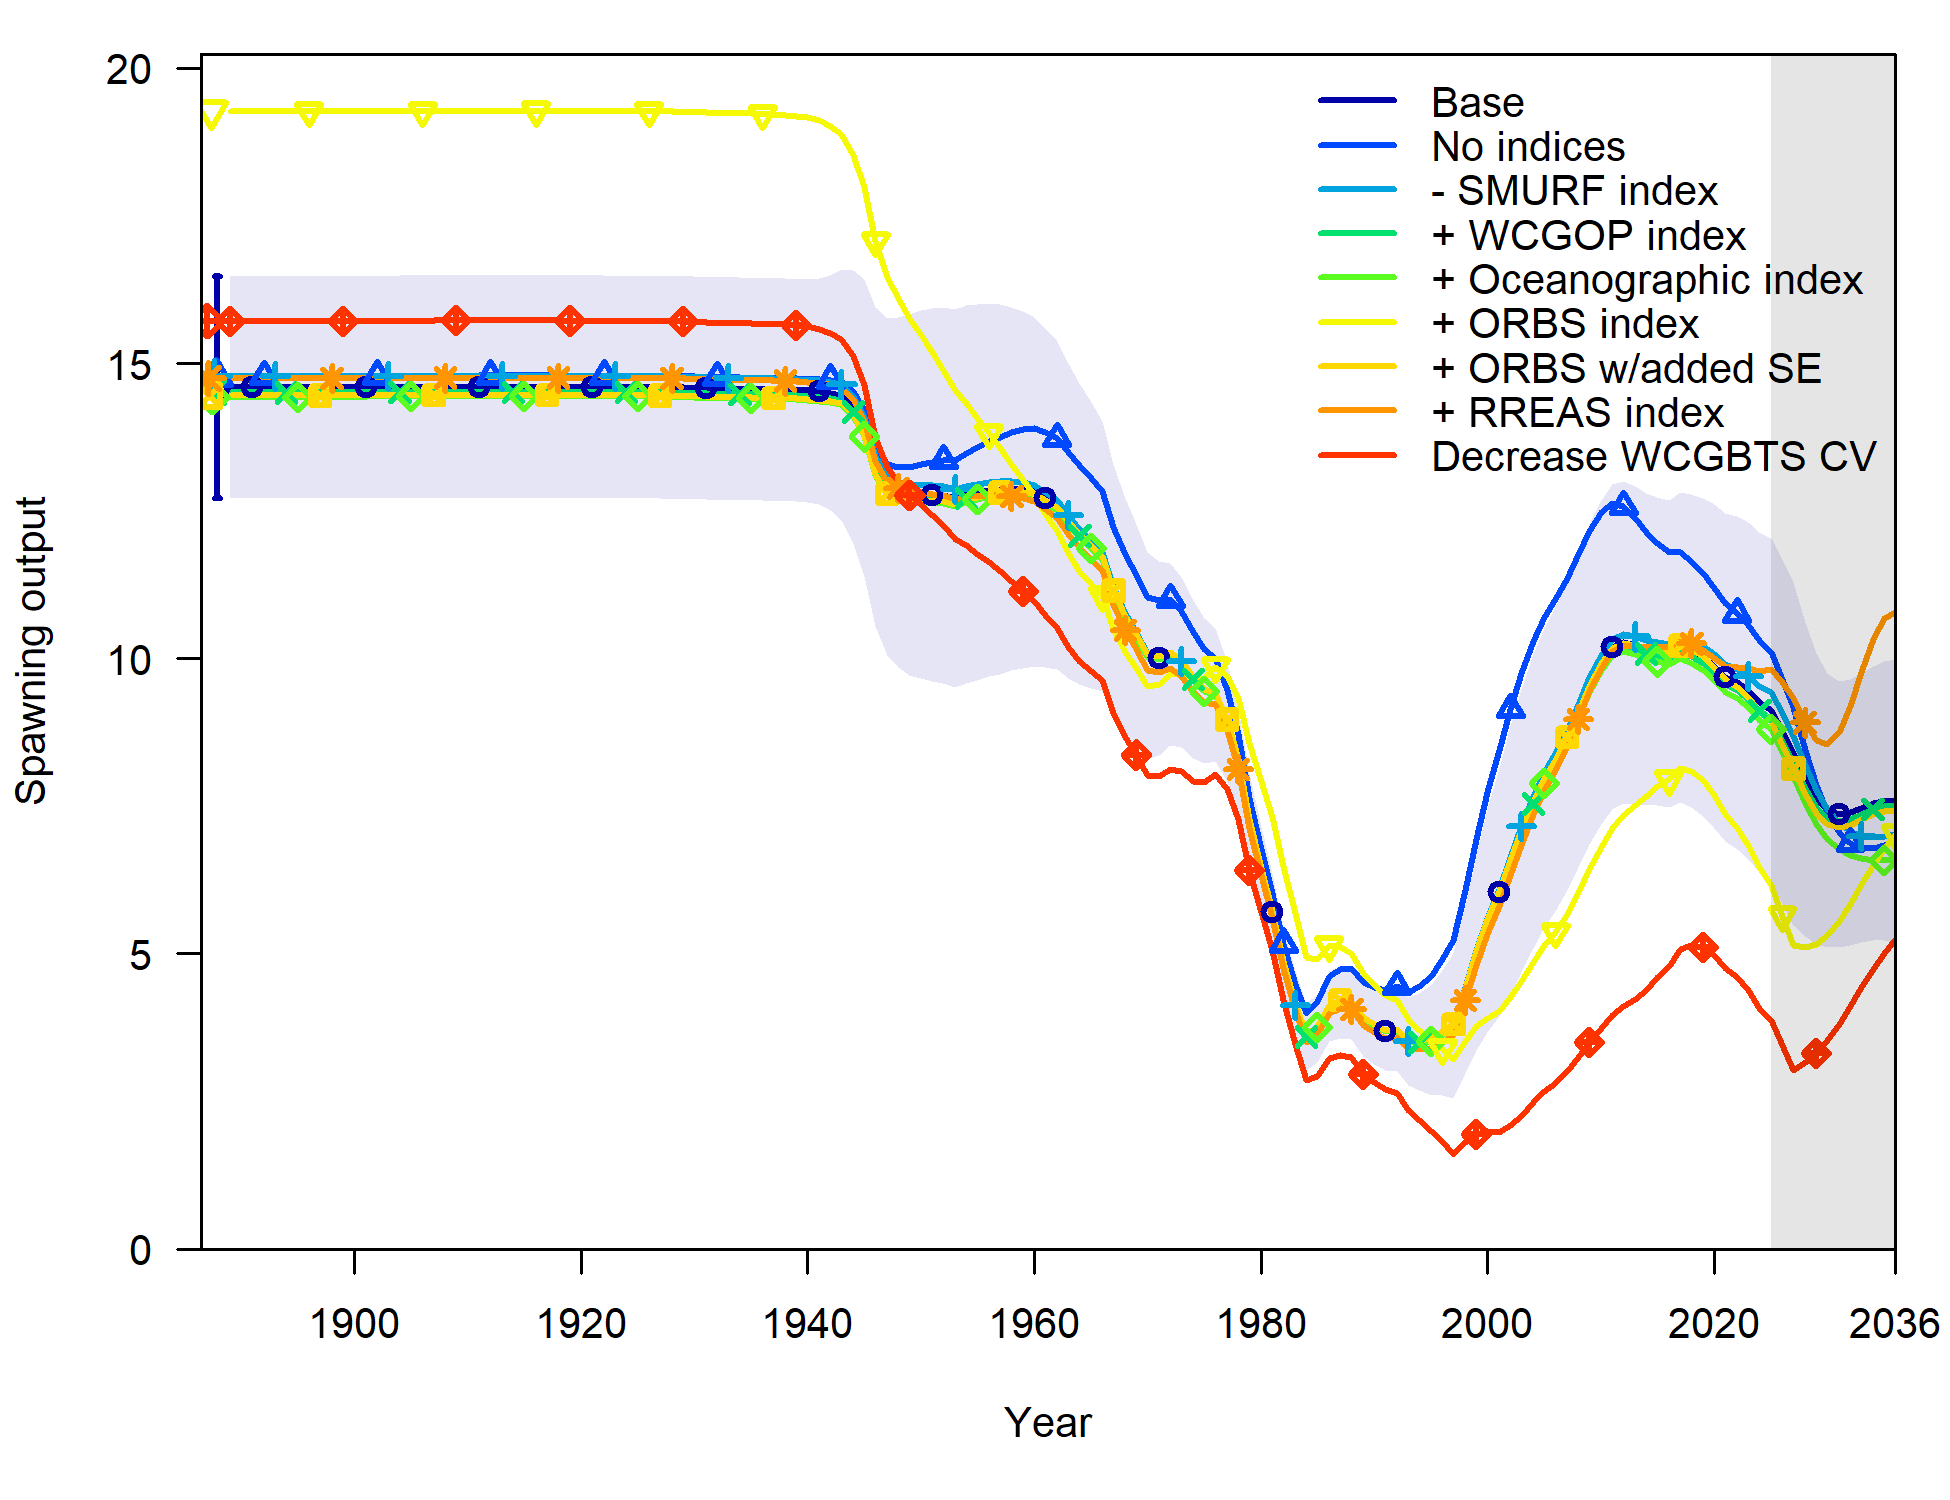 20
15
10
5
0
Spawning output
Base
No indices
- SMURF index
+ WCGOP index
+ Oceanographic index
+ ORBS index
+ ORBS w/added SE
+ RREAS index
Decrease WCGBTS CV
1900 1920 1940 1960 1980 2000 2020 2036
Year